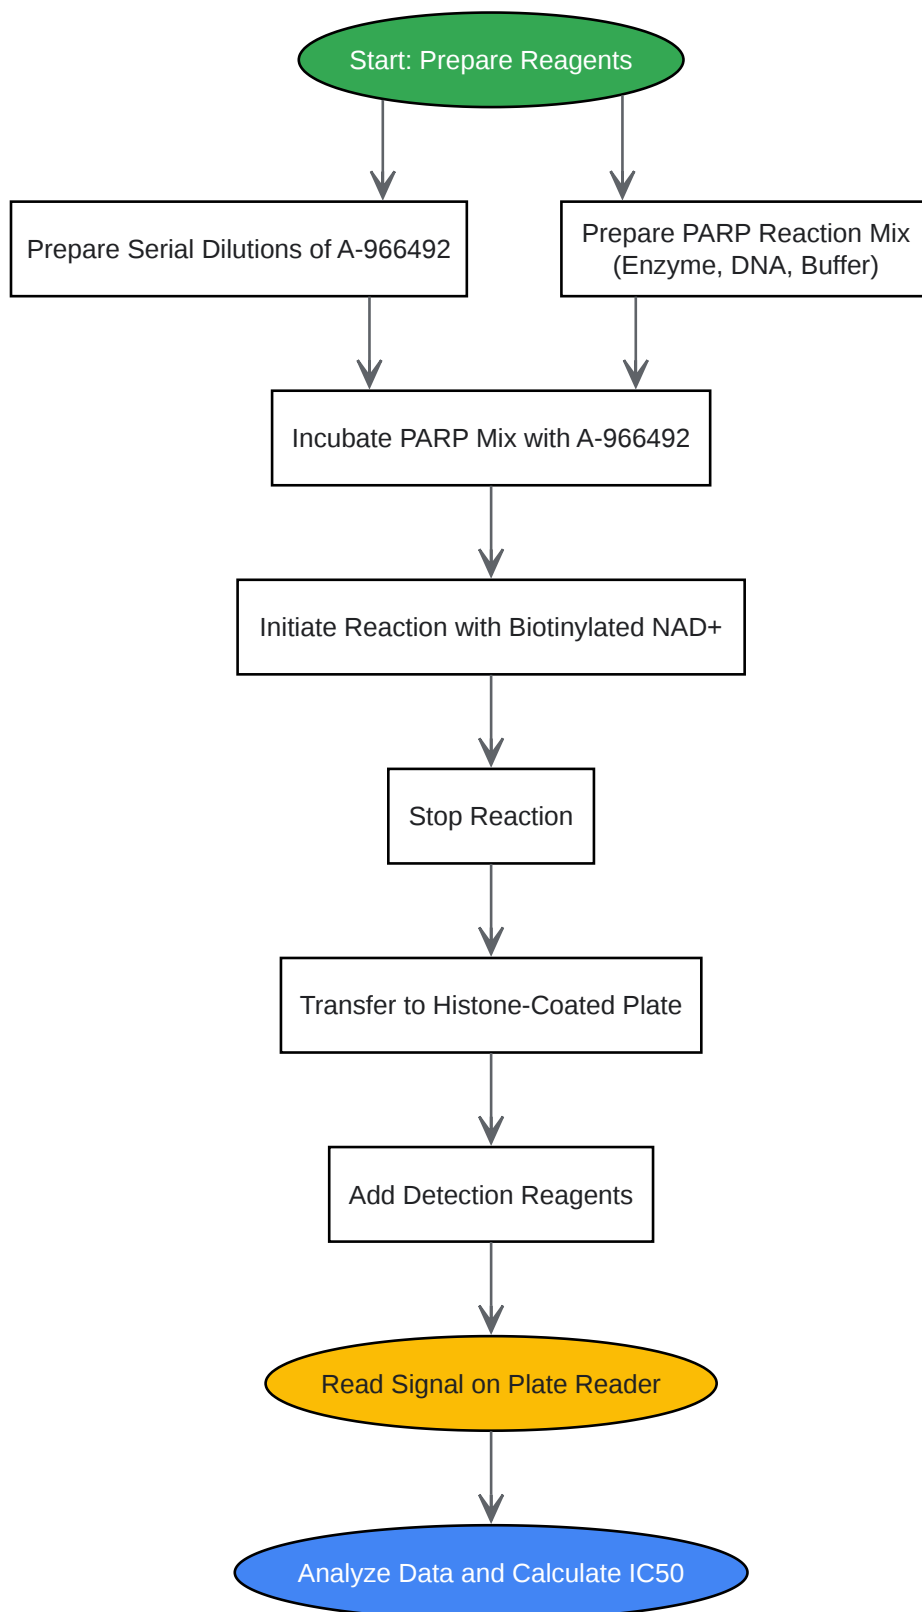 Start: Prepare Reagents
Prepare Serial Dilutions of A-966492
Prepare PARP Reaction Mix
(Enzyme, DNA, Buffer)
Incubate PARP Mix with A-966492
Initiate Reaction with Biotinylated NAD+
Stop Reaction
Transfer to Histone-Coated Plate
Add Detection Reagents
Read Signal on Plate Reader
Analyze Data and Calculate IC50